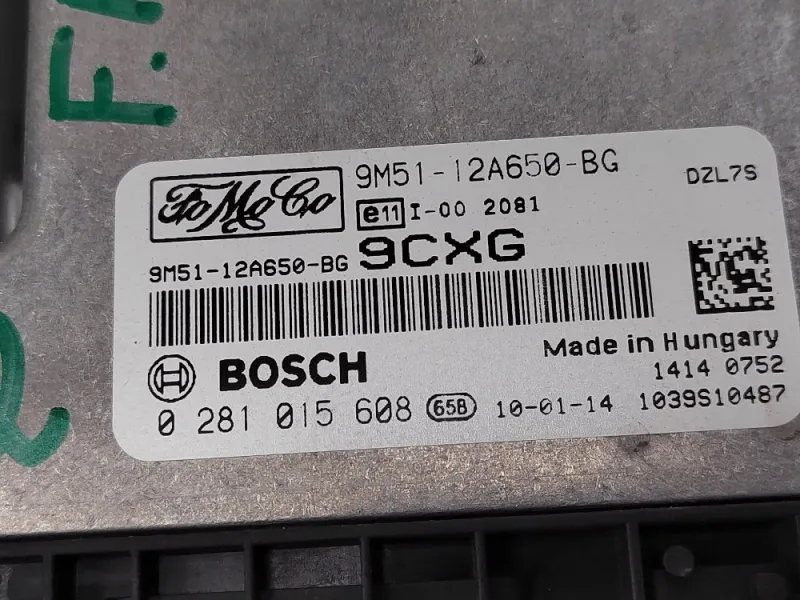 F.
FoMoCo
9M51-12A650-BG
DZL7S
e11 I-00 2081
9M51-12A650-BG
9CXG
BOSCH
Made in Hungary
1414 0752
0 281 015 608
65B
10-01-14
1039S10487